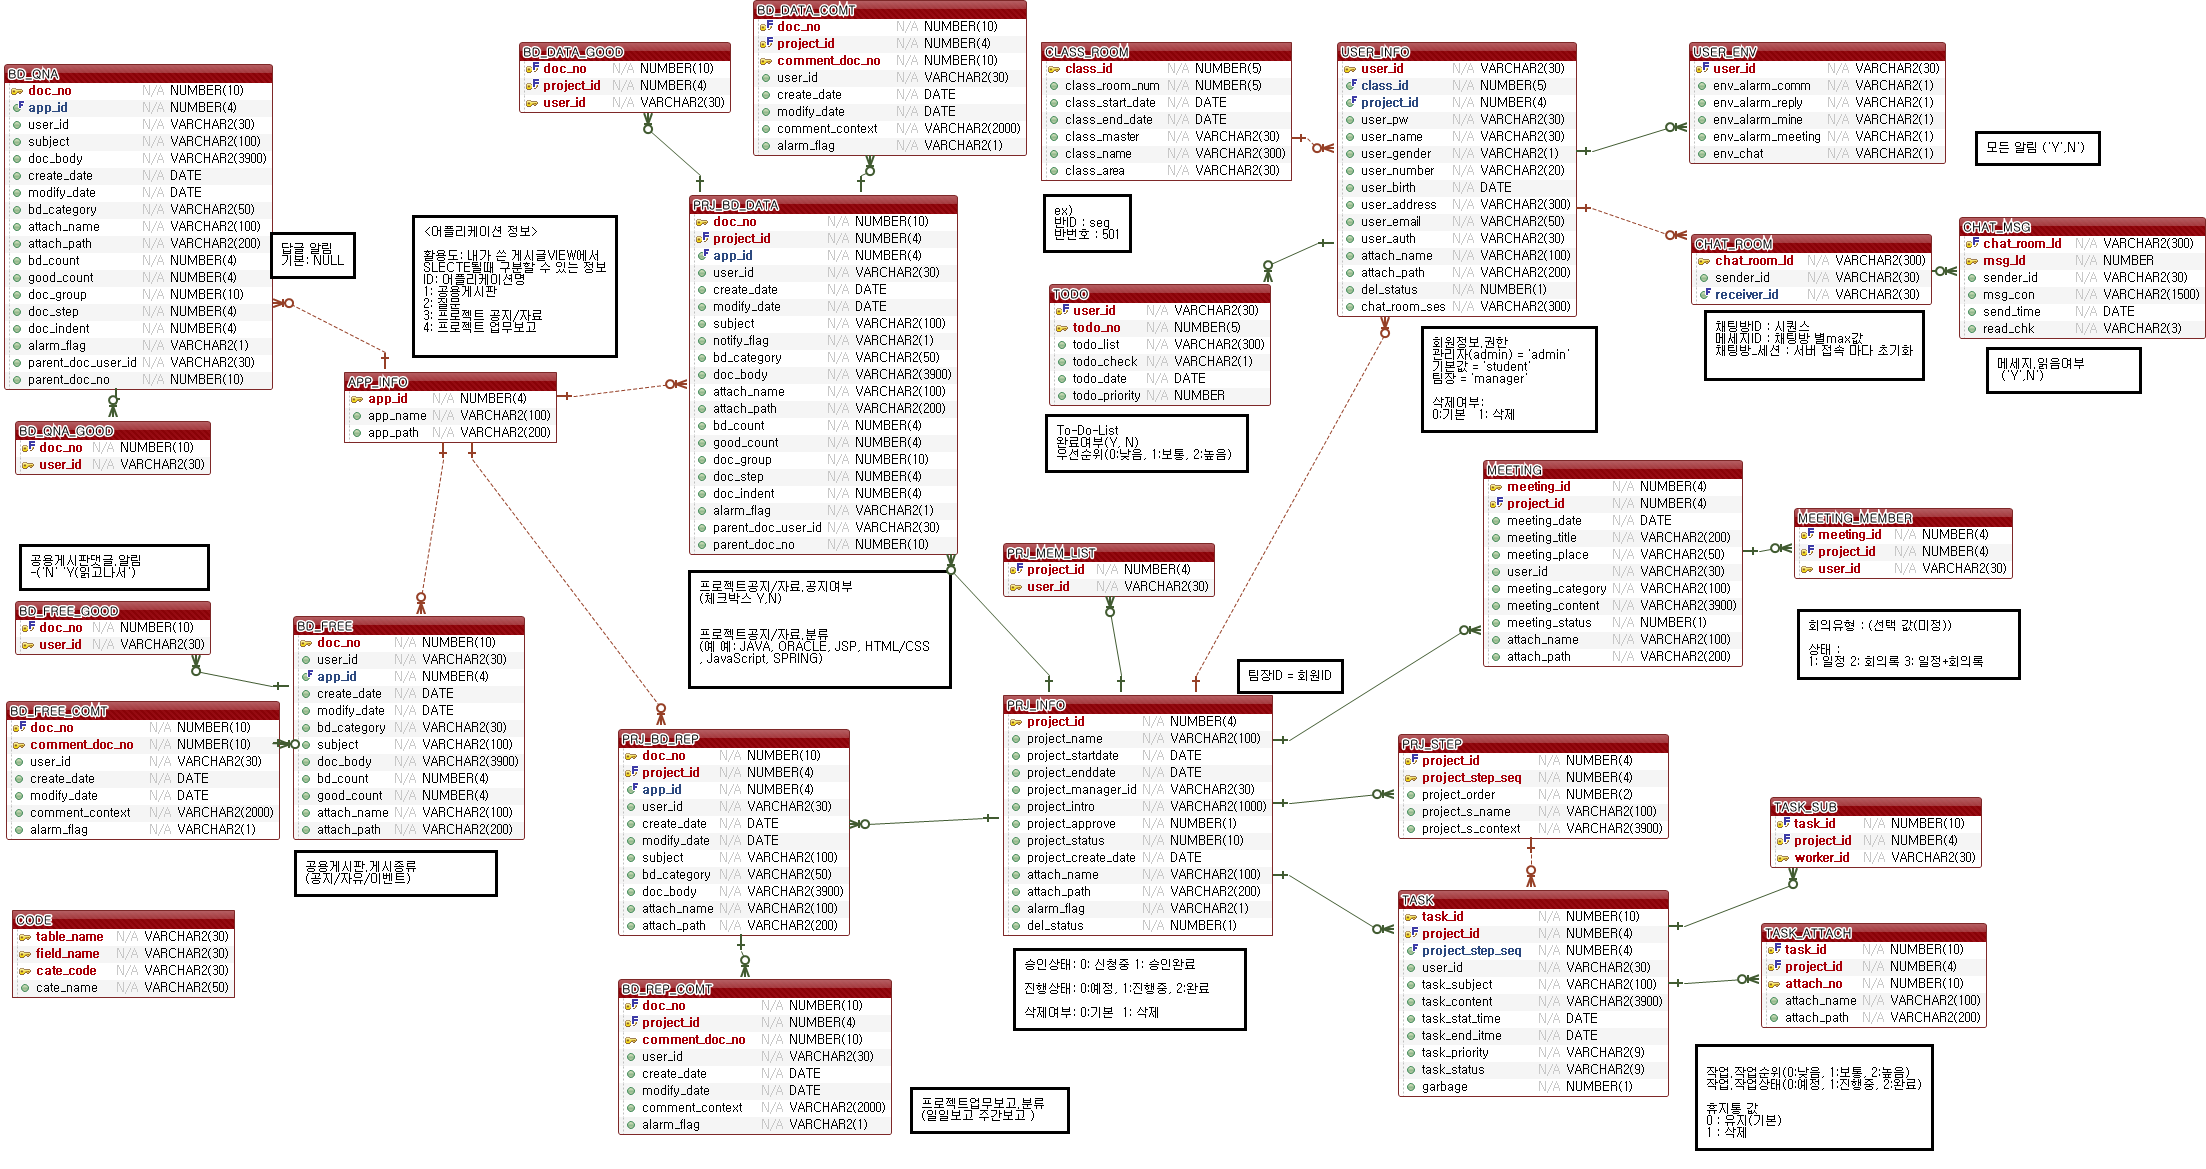 BD_QNA
doc_no N/A NUMBER(10)
app_id N/A NUMBER(4)
user_id N/A VARCHAR2(30)
subject N/A VARCHAR2(100)
doc_body N/A VARCHAR2(3900)
create_date N/A DATE
modify_date N/A DATE
bd_category N/A VARCHAR2(50)
attach_name N/A VARCHAR2(100)
attach_path N/A VARCHAR2(200)
bd_count N/A NUMBER(4)
good_count N/A NUMBER(4)
doc_group N/A NUMBER(10)
doc_step N/A NUMBER(4)
doc_indent N/A NUMBER(4)
alarm_flag N/A VARCHAR2(1)
parent_doc_user_id N/A VARCHAR2(30)
parent_doc_no N/A NUMBER(10)
답글 알림
기본: NULL
BD_QNA_GOOD
doc_no N/A NUMBER(10)
user_id N/A VARCHAR2(30)
<어플리케이션 정보>
활용도: 내가 쓴 게시글VIEW에서
SLECTE될때 구분할 수 있는 정보
ID: 어플리케이션명
1: 공용게시판
2: 질문
3: 프로젝트 공지/자료
4: 프로젝트 업무보고
APP_INFO
app_id N/A NUMBER(4)
app_name N/A VARCHAR2(100)
app_path N/A VARCHAR2(200)
BD_DATA_GOOD
doc_no N/A NUMBER(10)
project_id N/A NUMBER(4)
user_id N/A VARCHAR2(30)
BD_DATA_COMT
doc_no N/A NUMBER(10)
project_id N/A NUMBER(4)
comment_doc_no N/A NUMBER(10)
user_id N/A VARCHAR2(30)
create_date N/A DATE
modify_date N/A DATE
comment_context N/A VARCHAR2(2000)
alarm_flag N/A VARCHAR2(1)
PRJ_BD_DATA
doc_no N/A NUMBER(10)
project_id N/A NUMBER(4)
app_id N/A NUMBER(4)
user_id N/A VARCHAR2(30)
create_date N/A DATE
modify_date N/A DATE
subject N/A VARCHAR2(100)
notify_flag N/A VARCHAR2(1)
bd_category N/A VARCHAR2(50)
doc_body N/A VARCHAR2(3900)
attach_name N/A VARCHAR2(100)
attach_path N/A VARCHAR2(200)
bd_count N/A NUMBER(4)
good_count N/A NUMBER(4)
doc_group N/A NUMBER(10)
doc_step N/A NUMBER(4)
doc_indent N/A NUMBER(4)
alarm_flag N/A VARCHAR2(1)
parent_doc_user_id N/A VARCHAR2(30)
parent_doc_no N/A NUMBER(10)
프로젝트공지/자료.공지여부
(체크박스 Y,N)
프로젝트공지/자료.분류
(예 예: JAVA, ORACLE, JSP, HTML/CSS
, JavaScript, SPRING)
CLASS_ROOM
class_id N/A NUMBER(5)
class_room_num N/A NUMBER(5)
class_start_date N/A DATE
class_end_date N/A DATE
class_master N/A VARCHAR2(30)
class_name N/A VARCHAR2(300)
class_area N/A VARCHAR2(30)
ex)
반ID : seg
반번호 : 501
USER_INFO
user_id N/A VARCHAR2(30)
class_id N/A NUMBER(5)
project_id N/A NUMBER(4)
user_pw N/A VARCHAR2(30)
user_name N/A VARCHAR2(30)
user_gender N/A VARCHAR2(1)
user_number N/A VARCHAR2(20)
user_birth N/A DATE
user_address N/A VARCHAR2(300)
user_email N/A VARCHAR2(50)
user_auth N/A VARCHAR2(30)
attach_name N/A VARCHAR2(100)
attach_path N/A VARCHAR2(200)
del_status N/A NUMBER(1)
chat_room_ses N/A VARCHAR2(300)
회원정보.권한
관리자(admin) = 'admin'
기본값 = 'student'
팀장 = 'manager'
삭제여부:
0:기본 1: 삭제
USER_ENV
user_id N/A VARCHAR2(30)
env_alarm_comm N/A VARCHAR2(1)
env_alarm_reply N/A VARCHAR2(1)
env_alarm_mine N/A VARCHAR2(1)
env_alarm_meeting N/A VARCHAR2(1)
env_chat N/A VARCHAR2(1)
모든 알림 ('Y',N')
CHAT_ROOM
chat_room_id N/A VARCHAR2(300)
sender_id N/A VARCHAR2(30)
receiver_id N/A VARCHAR2(30)
채팅방ID : 시퀀스
메세지ID : 채팅방 별max값
채팅방_세션 : 서버 접속 마다 초기화
CHAT_MSG
chat_room_id N/A VARCHAR2(300)
msg_id N/A NUMBER
sender_id N/A VARCHAR2(30)
msg_con N/A VARCHAR2(1500)
send_time N/A DATE
read_chk N/A VARCHAR2(3)
메세지.읽음여부
('Y',N')
TODO
user_id N/A VARCHAR2(30)
todo_no N/A NUMBER(5)
todo_list N/A VARCHAR2(300)
todo_check N/A VARCHAR2(1)
todo_date N/A DATE
todo_priority N/A NUMBER
To-Do-List
완료여부(Y, N)
우선순위(0:낮음, 1:보통, 2:높음)
MEETING
meeting_id N/A NUMBER(4)
project_id N/A NUMBER(4)
meeting_date N/A DATE
meeting_title N/A VARCHAR2(200)
meeting_place N/A VARCHAR2(50)
user_id N/A VARCHAR2(30)
meeting_category N/A VARCHAR2(100)
meeting_content N/A VARCHAR2(3900)
meeting_status N/A NUMBER(1)
attach_name N/A VARCHAR2(100)
attach_path N/A VARCHAR2(200)
MEETING_MEMBER
meeting_id N/A NUMBER(4)
project_id N/A NUMBER(4)
user_id N/A VARCHAR2(30)
회의유형 : (선택 값(미정))
상태 :
1: 일정 2: 회의록 3: 일정+회의록
공용게시판댓글.알림
-('N' 'Y(읽고나서')
BD_FREE_GOOD
doc_no N/A NUMBER(10)
user_id N/A VARCHAR2(30)
BD_FREE_COMT
doc_no N/A NUMBER(10)
comment_doc_no N/A NUMBER(10)
user_id N/A VARCHAR2(30)
create_date N/A DATE
modify_date N/A DATE
comment_context N/A VARCHAR2(2000)
alarm_flag N/A VARCHAR2(1)
BD_FREE
doc_no N/A NUMBER(10)
user_id N/A VARCHAR2(30)
app_id N/A NUMBER(4)
create_date N/A DATE
modify_date N/A DATE
bd_category N/A VARCHAR2(30)
subject N/A VARCHAR2(100)
doc_body N/A VARCHAR2(3900)
bd_count N/A NUMBER(4)
good_count N/A NUMBER(4)
attach_name N/A VARCHAR2(100)
attach_path N/A VARCHAR2(200)
공용게시판.게시종류
(공지/자유/이벤트)
CODE
table_name N/A VARCHAR2(30)
field_name N/A VARCHAR2(30)
cate_code N/A VARCHAR2(30)
cate_name N/A VARCHAR2(50)
PRJ_BD_REP
doc_no N/A NUMBER(10)
project_id N/A NUMBER(4)
app_id N/A NUMBER(4)
user_id N/A VARCHAR2(30)
create_date N/A DATE
modify_date N/A DATE
subject N/A VARCHAR2(100)
bd_category N/A VARCHAR2(50)
doc_body N/A VARCHAR2(3900)
attach_name N/A VARCHAR2(100)
attach_path N/A VARCHAR2(200)
BD_REP_COMT
doc_no N/A NUMBER(10)
project_id N/A NUMBER(4)
comment_doc_no N/A NUMBER(10)
user_id N/A VARCHAR2(30)
create_date N/A DATE
modify_date N/A DATE
comment_context N/A VARCHAR2(2000)
alarm_flag N/A VARCHAR2(1)
프로젝트업무보고.분류
(일일보고 주간보고 )
PRJ_MEM_LIST
project_id N/A NUMBER(4)
user_id N/A VARCHAR2(30)
팀장ID = 회원ID
PRJ_INFO
project_id N/A NUMBER(4)
project_name N/A VARCHAR2(100)
project_startdate N/A DATE
project_enddate N/A DATE
project_manager_id N/A VARCHAR2(30)
project_intro N/A VARCHAR2(1000)
project_approve N/A NUMBER(1)
project_status N/A NUMBER(10)
project_create_date N/A DATE
attach_name N/A VARCHAR2(100)
attach_path N/A VARCHAR2(200)
alarm_flag N/A VARCHAR2(1)
del_status N/A NUMBER(1)
승인상태: 0: 신청중 1: 승인완료
진행상태: 0:예정, 1:진행중, 2:완료
삭제여부: 0:기본 1: 삭제
PRJ_STEP
project_id N/A NUMBER(4)
project_step_seq N/A NUMBER(4)
project_order N/A NUMBER(2)
project_s_name N/A VARCHAR2(100)
project_s_context N/A VARCHAR2(3900)
TASK
task_id N/A NUMBER(10)
project_id N/A NUMBER(4)
project_step_seq N/A NUMBER(4)
user_id N/A VARCHAR2(30)
task_subject N/A VARCHAR2(100)
task_content N/A VARCHAR2(3900)
task_stat_time N/A DATE
task_end_itme N/A DATE
task_priority N/A VARCHAR2(9)
task_status N/A VARCHAR2(9)
garbage N/A NUMBER(1)
TASK_SUB
task_id N/A NUMBER(10)
project_id N/A NUMBER(4)
worker_id N/A VARCHAR2(30)
TASK_ATTACH
task_id N/A NUMBER(10)
project_id N/A NUMBER(4)
attach_no N/A NUMBER(10)
attach_name N/A VARCHAR2(100)
attach_path N/A VARCHAR2(200)
작업.작업순위(0:낮음, 1:보통, 2:높음)
작업.작업상태(0:예정, 1:진행중, 2:완료)
휴지통 값
0 : 유지(기본)
1 : 삭제